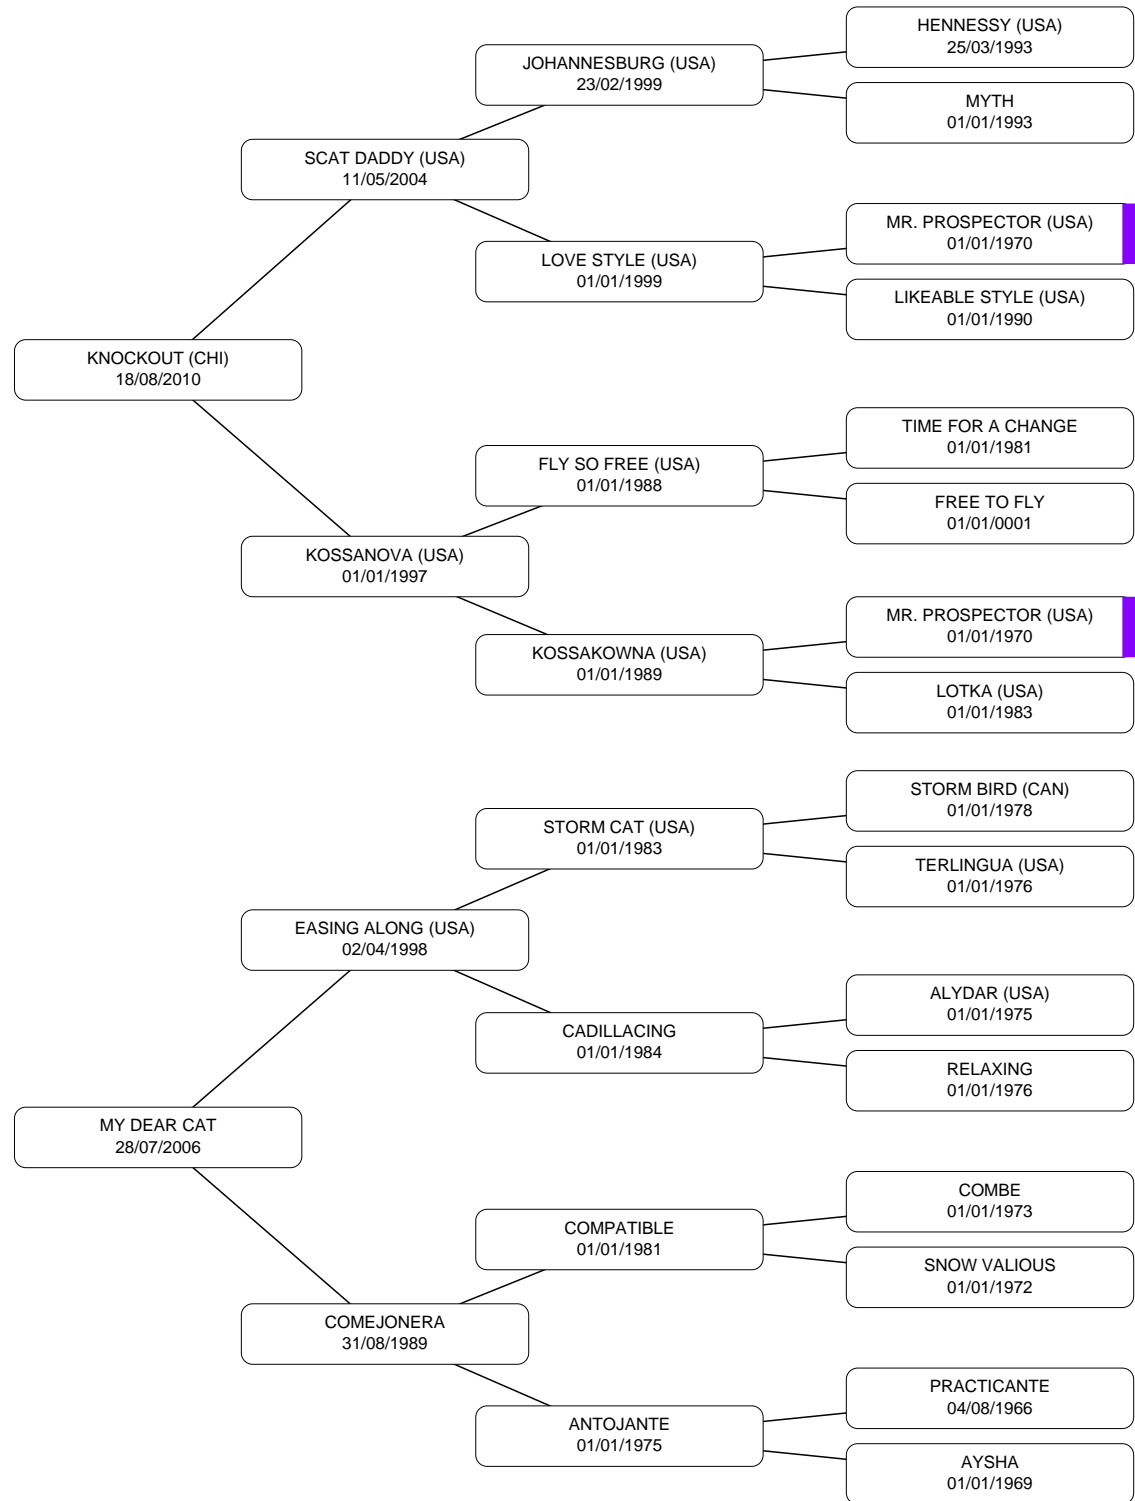 HENNESSY (USA)
25/03/1993
JOHANNESBURG (USA)
23/02/1999
MYTH
01/01/1993
SCAT DADDY (USA)
11/05/2004
MR. PROSPECTOR (USA)
01/01/1970
LOVE STYLE (USA)
01/01/1999
LIKEABLE STYLE (USA)
01/01/1990
KNOCKOUT (CHI)
18/08/2010
TIME FOR A CHANGE
01/01/1981
FLY SO FREE (USA)
01/01/1988
FREE TO FLY
01/01/0001
KOSSANOVA (USA)
01/01/1997
MR. PROSPECTOR (USA)
01/01/1970
KOSSAKOWNA (USA)
01/01/1989
LOTKA (USA)
01/01/1983
STORM BIRD (CAN)
01/01/1978
STORM CAT (USA)
01/01/1983
TERLINGUA (USA)
01/01/1976
EASING ALONG (USA)
02/04/1998
ALYDAR (USA)
01/01/1975
CADILLACING
01/01/1984
RELAXING
01/01/1976
MY DEAR CAT
28/07/2006
COMBE
01/01/1973
COMPATIBLE
01/01/1981
SNOW VALIOUS
01/01/1972
COMEJONERA
31/08/1989
PRACTICANTE
04/08/1966
ANTOJANTE
01/01/1975
AYSHA
01/01/1969